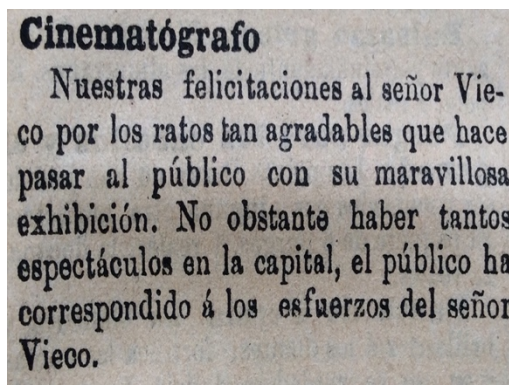 Cinematógrafo
Nuestras felicitaciones al señor Vie-
co por los ratos tan agradables que hace
pasar al público con su maravillosa
exhibición. No obstante haber tantos
espectáculos en la capital, el público ha
correspondido á los esfuerzos del señor
Vieco.